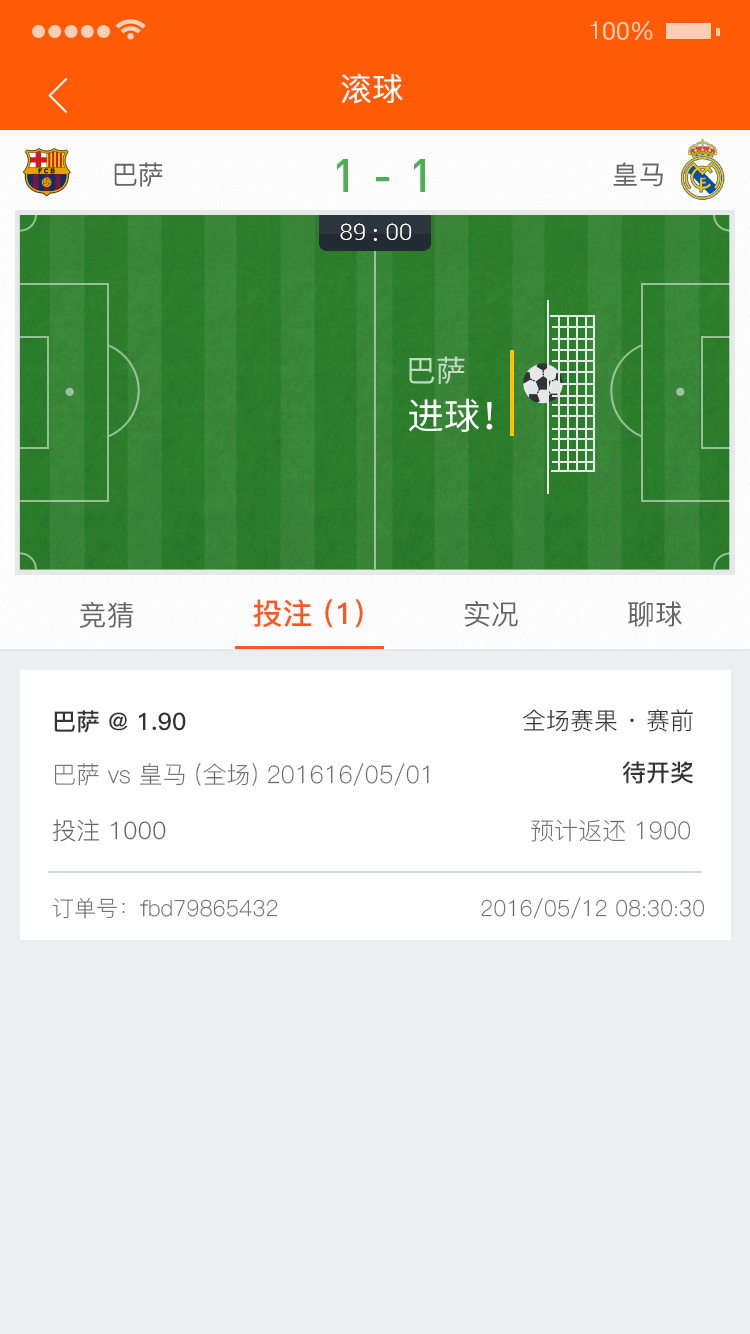 100%
滚球
FCB
巴萨
1 - 1
皇马
89 : 00
巴萨
进球!
竞猜
投注 (1)
实况
聊球
巴萨 @ 1.90
全场赛果 · 赛前
巴萨 vs 皇马 (全场) 201616/05/01
待开奖
投注 1000
预计返还 1900
订单号: fbd79865432
2016/05/12 08:30:30